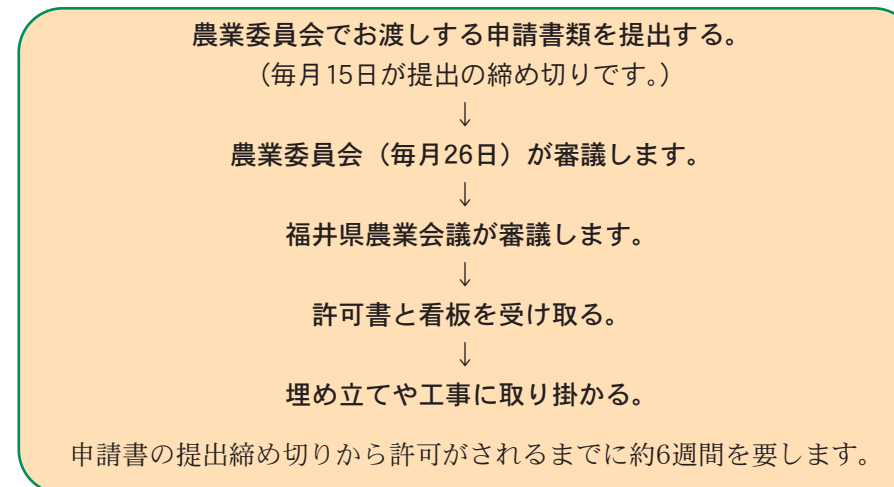 農業委員会でお渡しする申請書類を提出する。
（毎月15日が提出の締め切りです。）
↓
農業委員会（毎月26日）が審議します。
↓
福井県農業会議が審議します。
↓
許可書と看板を受け取る。
↓
埋め立てや工事に取り掛かる。
申請書の提出締め切りから許可がされるまでに約6週間を要します。